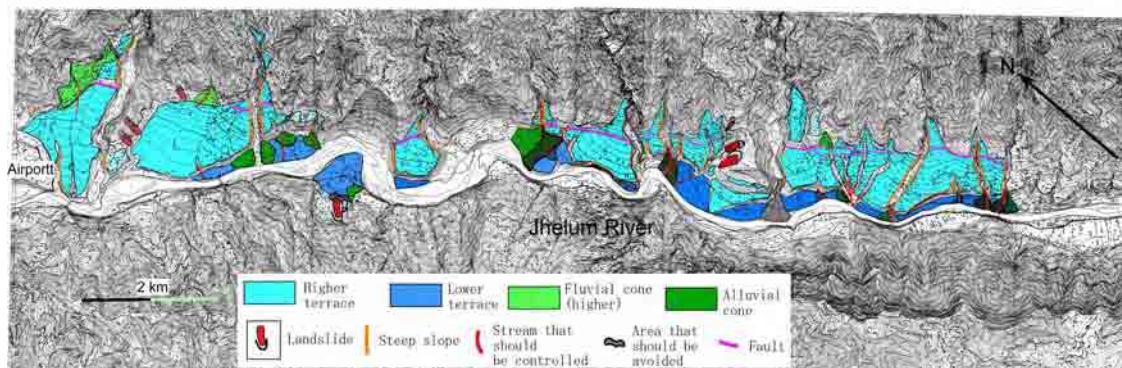 N
Airportt
Jhelum River
2 km
Higher terrace
Lower terrace
Fluvial cone (higher)
Alluvial cone
Landslide
Steep slope
Stream that should be controlled
Area that should be avoided
Fault